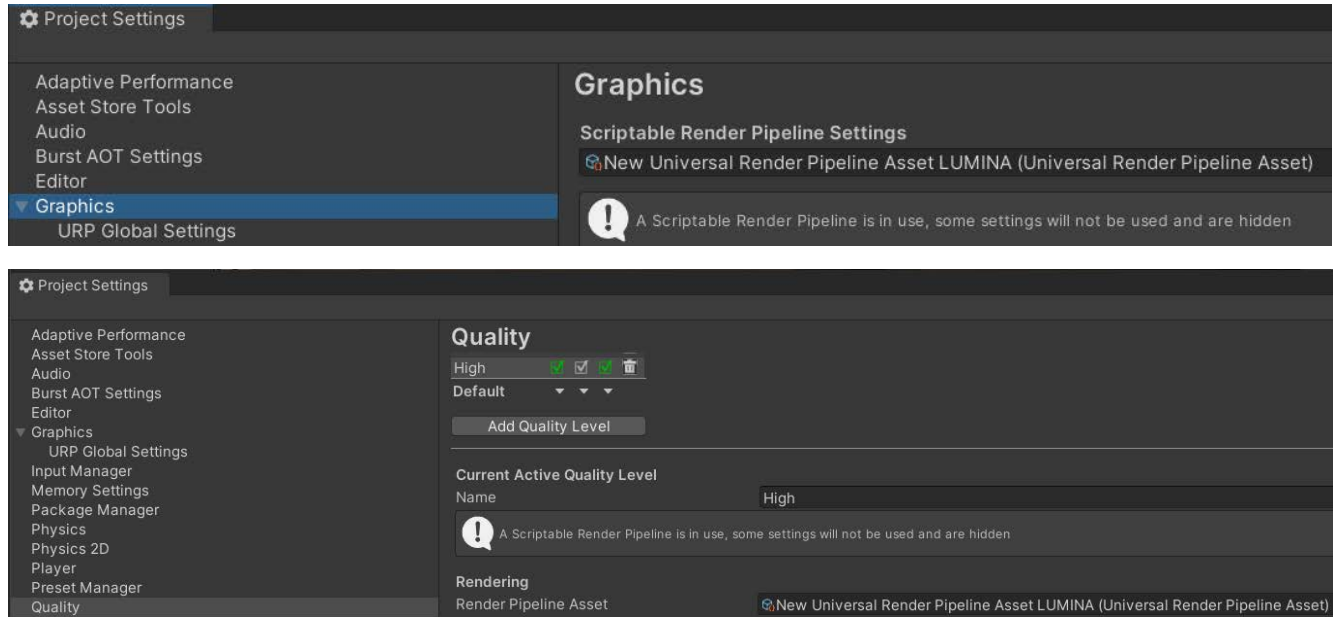 Project Settings
Adaptive Performance
Asset Store Tools
Audio
Burst AOT Settings
Editor
Graphics
URP Global Settings
Graphics
Scriptable Render Pipeline Settings
New Universal Render Pipeline Asset LUMINA (Universal Render Pipeline Asset)
A Scriptable Render Pipeline is in use, some settings will not be used and are hidden
Project Settings
Adaptive Performance
Asset Store Tools
Audio
Burst AOT Settings
Editor
Graphics
URP Global Settings
Input Manager
Memory Settings
Package Manager
Physics
Physics 2D
Player
Preset Manager
Quality
Quality
High
Default
Add Quality Level
Current Active Quality Level
Name High
A Scriptable Render Pipeline is in use, some settings will not be used and are hidden
Rendering
Render Pipeline Asset New Universal Render Pipeline Asset LUMINA (Universal Render Pipeline Asset)